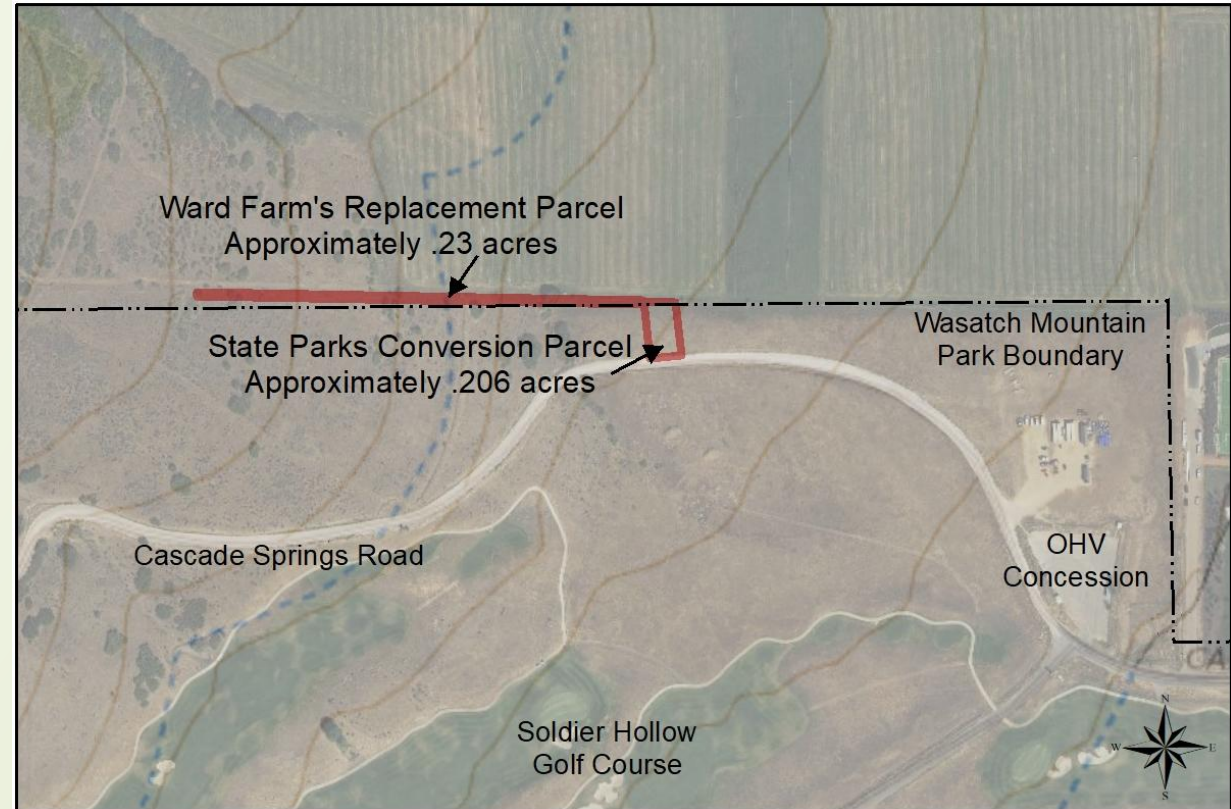 Ward Farm's Replacement Parcel
Approximately .23 acres
State Parks Conversion Parcel
Approximately .206 acres
Wasatch Mountain
Park Boundary
Cascade Springs Road
OHV
Concession
CA
Soldier Hollow
Golf Course
N
W E
S